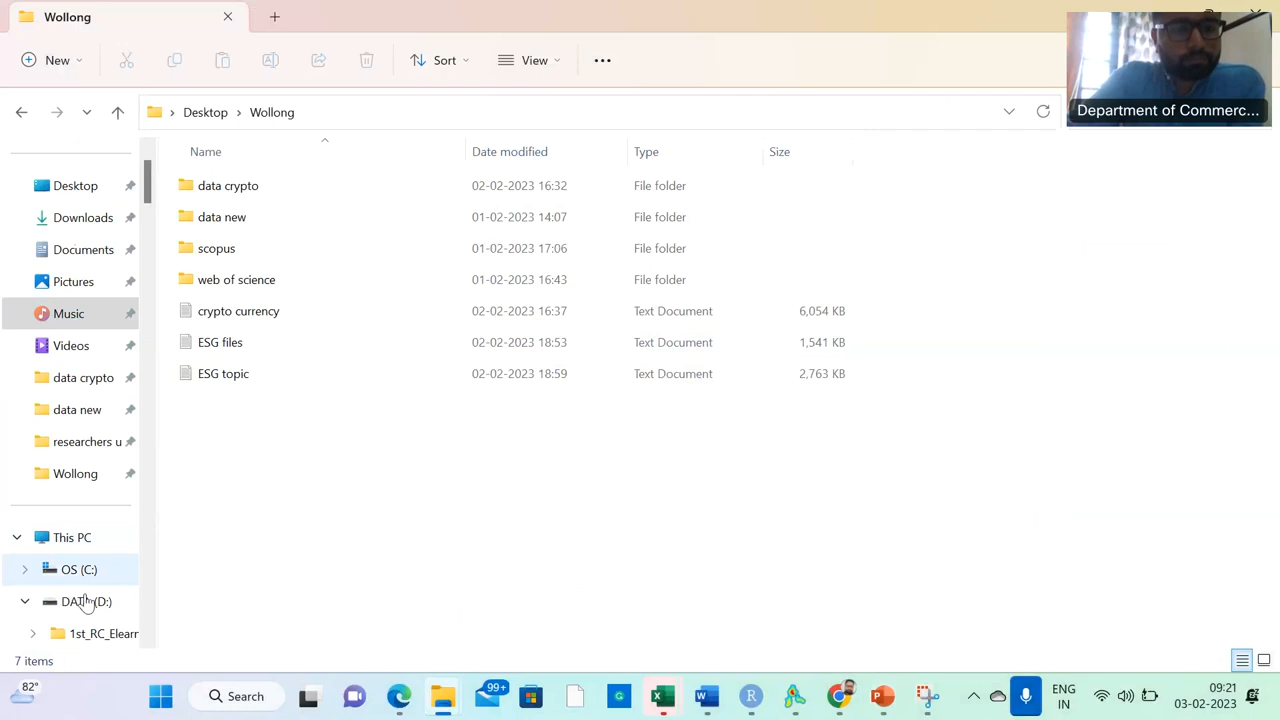 Wollong
New
Sort
View
Desktop
Wollong
Department of Commerc...
Name
Date modified
Type
Size
Desktop
Downloads
Documents
Pictures
Music
Videos
data crypto
data new
researchers u
Wollong
This PC
OS (C:)
(D:)
1st_RC_Elearr
data crypto 02-02-2023 16:32 File folder
data new 01-02-2023 14:07 File folder
scopus 01-02-2023 17:06 File folder
web of science 01-02-2023 16:43 File folder
crypto currency 02-02-2023 16:37 Text Document 6,054 KB
ESG files 02-02-2023 18:53 Text Document 1,541 KB
ESG topic 02-02-2023 18:59 Text Document 2,763 KB
7 items
82°
Search
99+
ENG
IN
09:21
03-02-2023